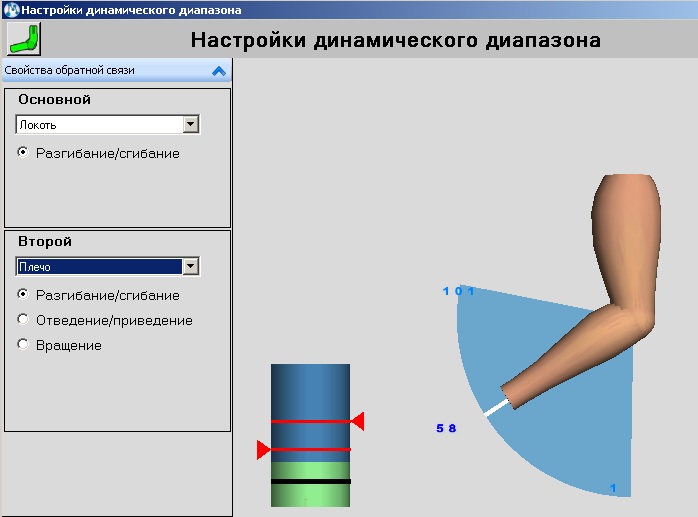 Настройки динамического диапазона
Настройки динамического диапазона
Свойства обратной связи
Основной
Локоть
Разгибание/сгибание
Второй
Плечо
Разгибание/сгибание
Отведение/приведение
Вращение
101
58
1